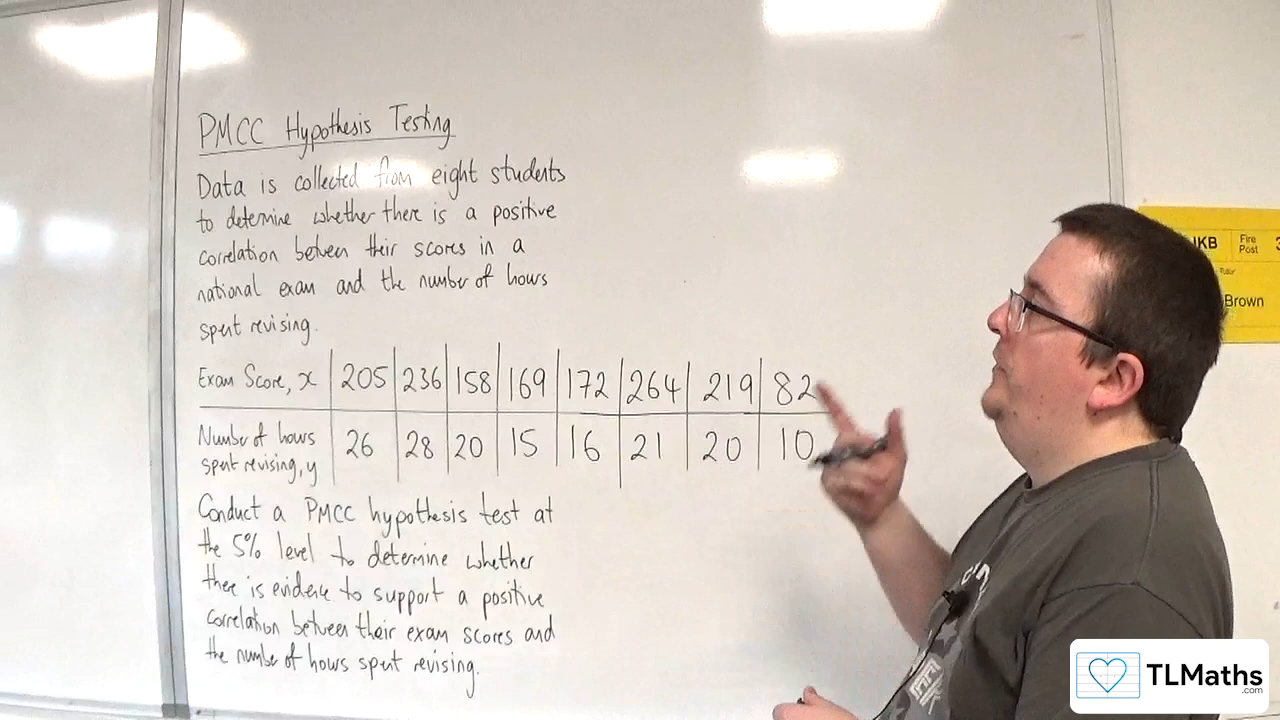 PMCC Hypothesis Testing
Data is collected from eight students
to determine whether there is a positive
correlation between their scores in a
national exam and the number of hours
spent revising.
Exam Score, x 205 236 158 169 172 264 219 82
Number of hours
spent revising, y 26 28 20 15 16 21 20 10
Conduct a PMCC hypothesis test at
the 5% level to determine whether
there is evidence to support a positive
correlation between their exam scores and
the number of hours spent revising.
JKB Fire
Post 3
Tutor
Brown
TLMaths
.com